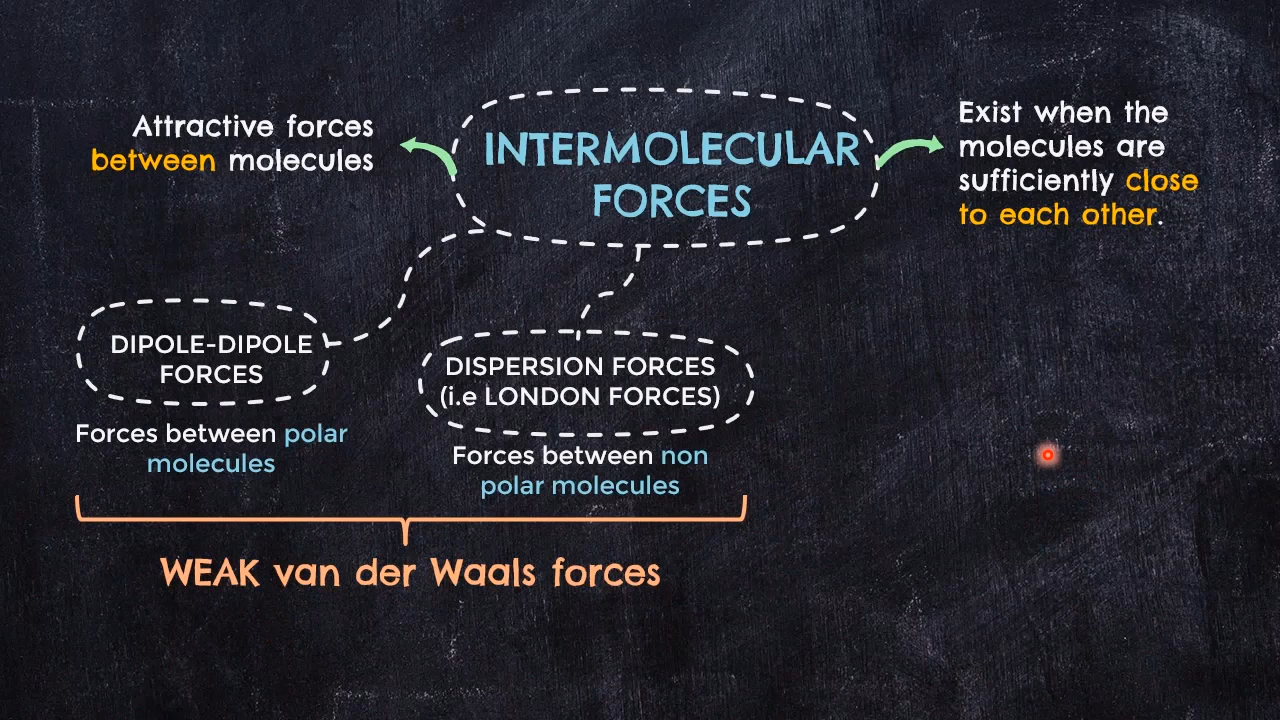 Attractive forces
between molecules
INTERMOLECULAR
FORCES
Exist when the
molecules are
sufficiently close
to each other.
DIPOLE-DIPOLE
FORCES
Forces between polar
molecules
DISPERSION FORCES
(i.e LONDON FORCES)
Forces between non
polar molecules
WEAK van der Waals forces